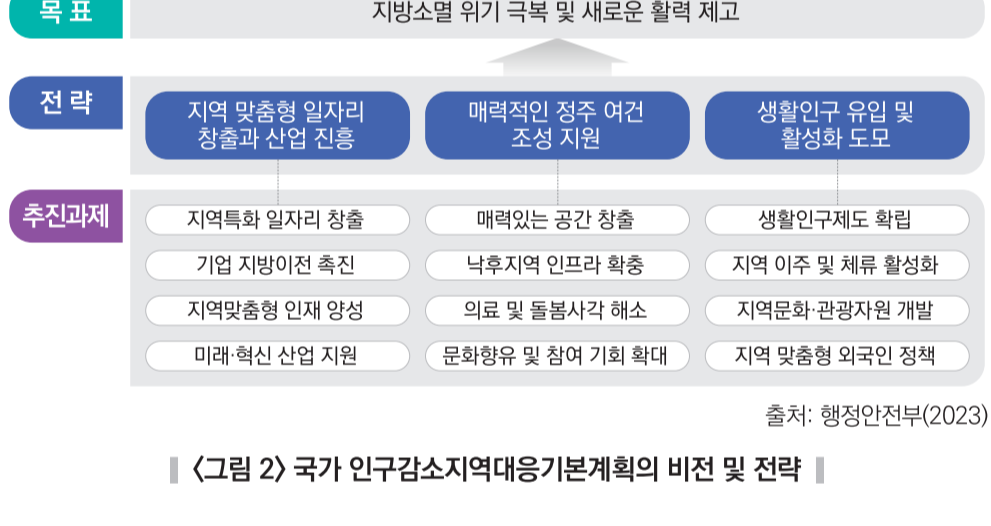 목 표
지방소멸 위기 극복 및 새로운 활력 제고
전 략
지역 맞춤형 일자리
창출과 산업 진흥
매력적인 정주 여건
조성 지원
생활인구 유입 및
활성화 도모
추진과제
지역특화 일자리 창출
매력있는 공간 창출
생활인구제도 확립
기업 지방이전 촉진
낙후지역 인프라 확충
지역 이주 및 체류 활성화
지역맞춤형 인재 양성
의료 및 돌봄사각 해소
지역문화·관광자원 개발
미래·혁신 산업 지원
문화향유 및 참여 기회 확대
지역 맞춤형 외국인 정책
출처: 행정안전부(2023)
〈그림 2〉 국가 인구감소지역대응기본계획의 비전 및 전략